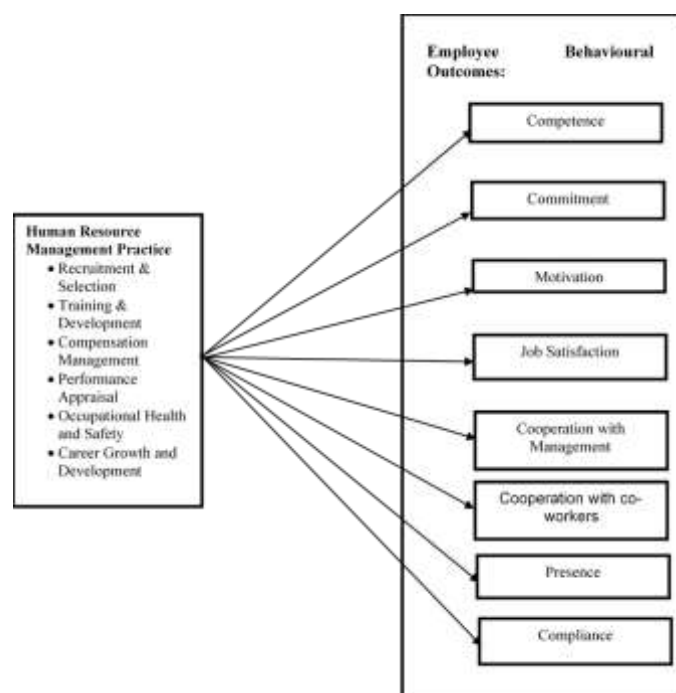 Employee Behavioural
Outcomes:
Competence
Commitment
Human Resource
Management Practice
• Recruitment &
Selection
• Training &
Development
• Compensation
Management
• Performance
Appraisal
• Occupational Health
and Safety
• Career Growth and
Development
Motivation
Job Satisfaction
Cooperation with
Management
Cooperation with co-
workers
Presence
Compliance